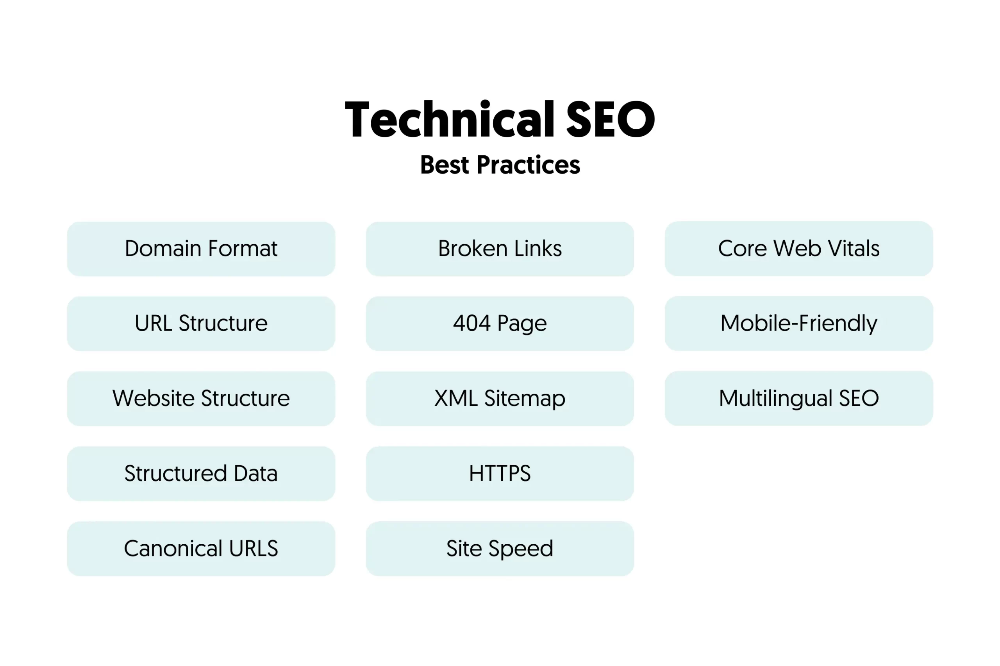 Technical SEO
Best Practices
Domain Format
URL Structure
Website Structure
Structured Data
Canonical URLS
Broken Links
404 Page
XML Sitemap
HTTPS
Site Speed
Core Web Vitals
Mobile-Friendly
Multilingual SEO